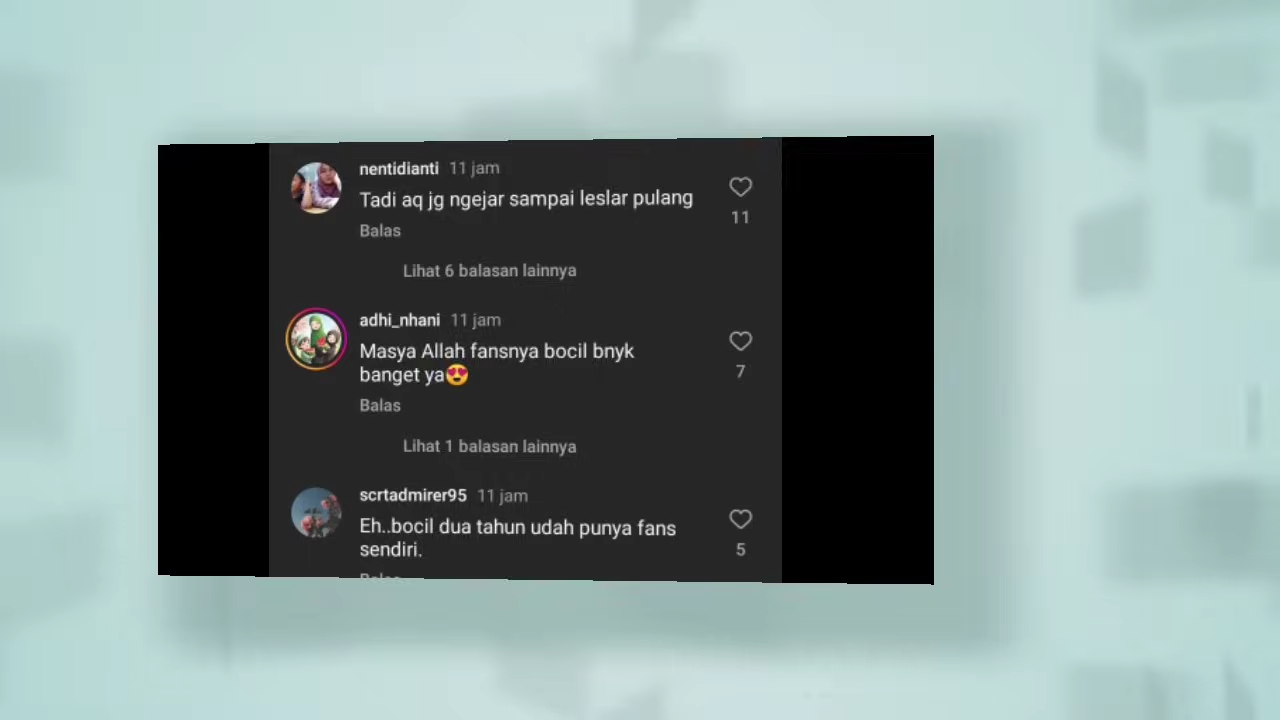 nentidianti 11 jam
Tadi aq jg ngejar sampai leslar pulang
11
Balas
Lihat 6 balasan lainnya
adhi_nhani 11 jam
Masya Allah fansnya bocil bnyk
banget ya😍
7
Balas
Lihat 1 balasan lainnya
scrtadmirer95 11 jam
Eh..bocil dua tahun udah punya fans
sendiri.
5
Balas